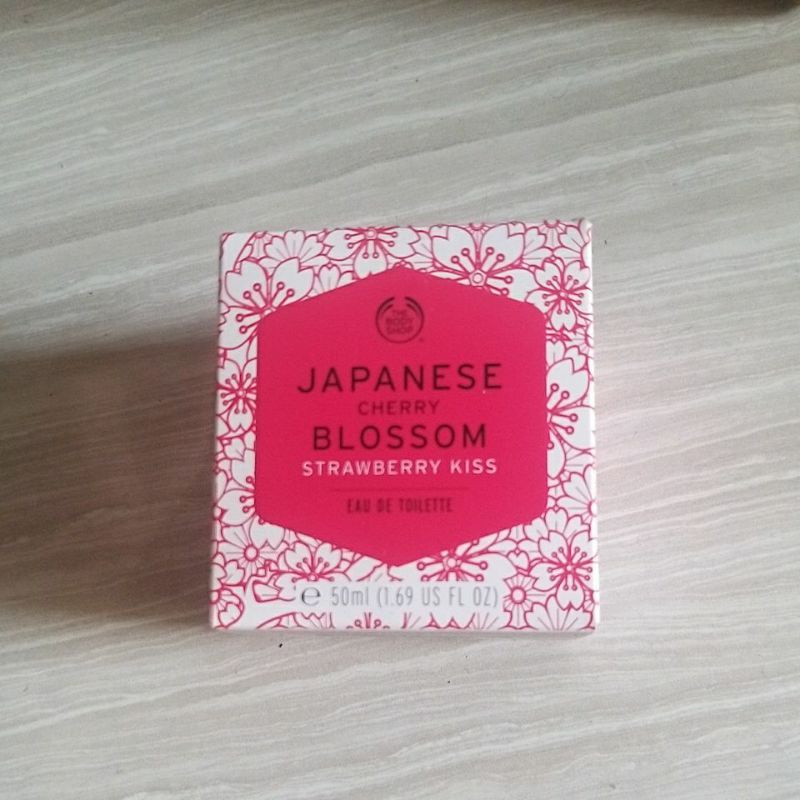 THE
BODY
SHOP
JAPANESE
CHERRY
BLOSSOM
STRAWBERRY KISS
EAU DE TOILETTE
℮ 50ml (1.69 US FL OZ)